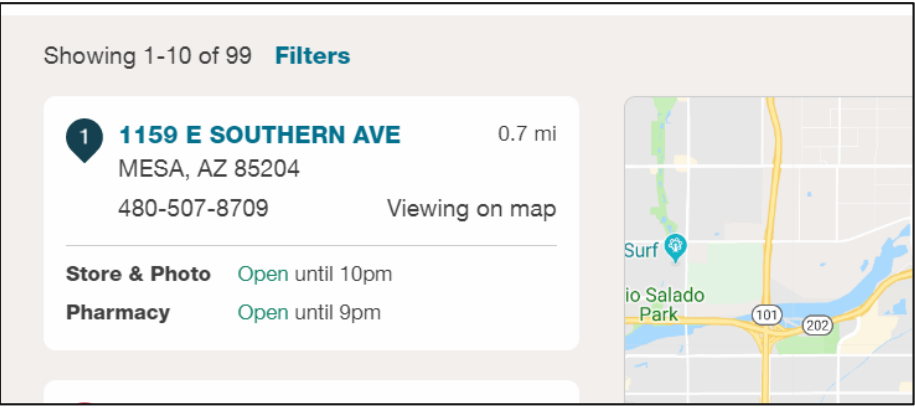 Showing 1-10 of 99 Filters
1 1159 E SOUTHERN AVE 0.7 mi
MESA, AZ 85204
480-507-8709 Viewing on map
Store & Photo Open until 10pm
Pharmacy Open until 9pm
Surf
io Salado
Park
101
202